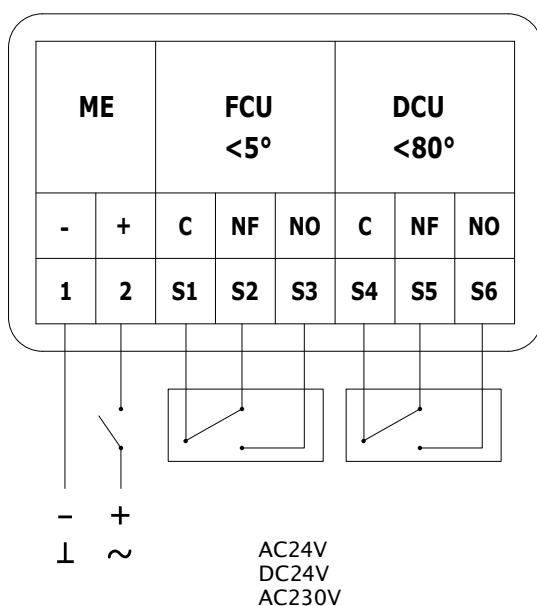 ME FCU DCU
<5° <80°
- + C NF NO C NF NO
1 2 S1 S2 S3 S4 S5 S6
- +
⊥ ~
AC24V
DC24V
AC230V